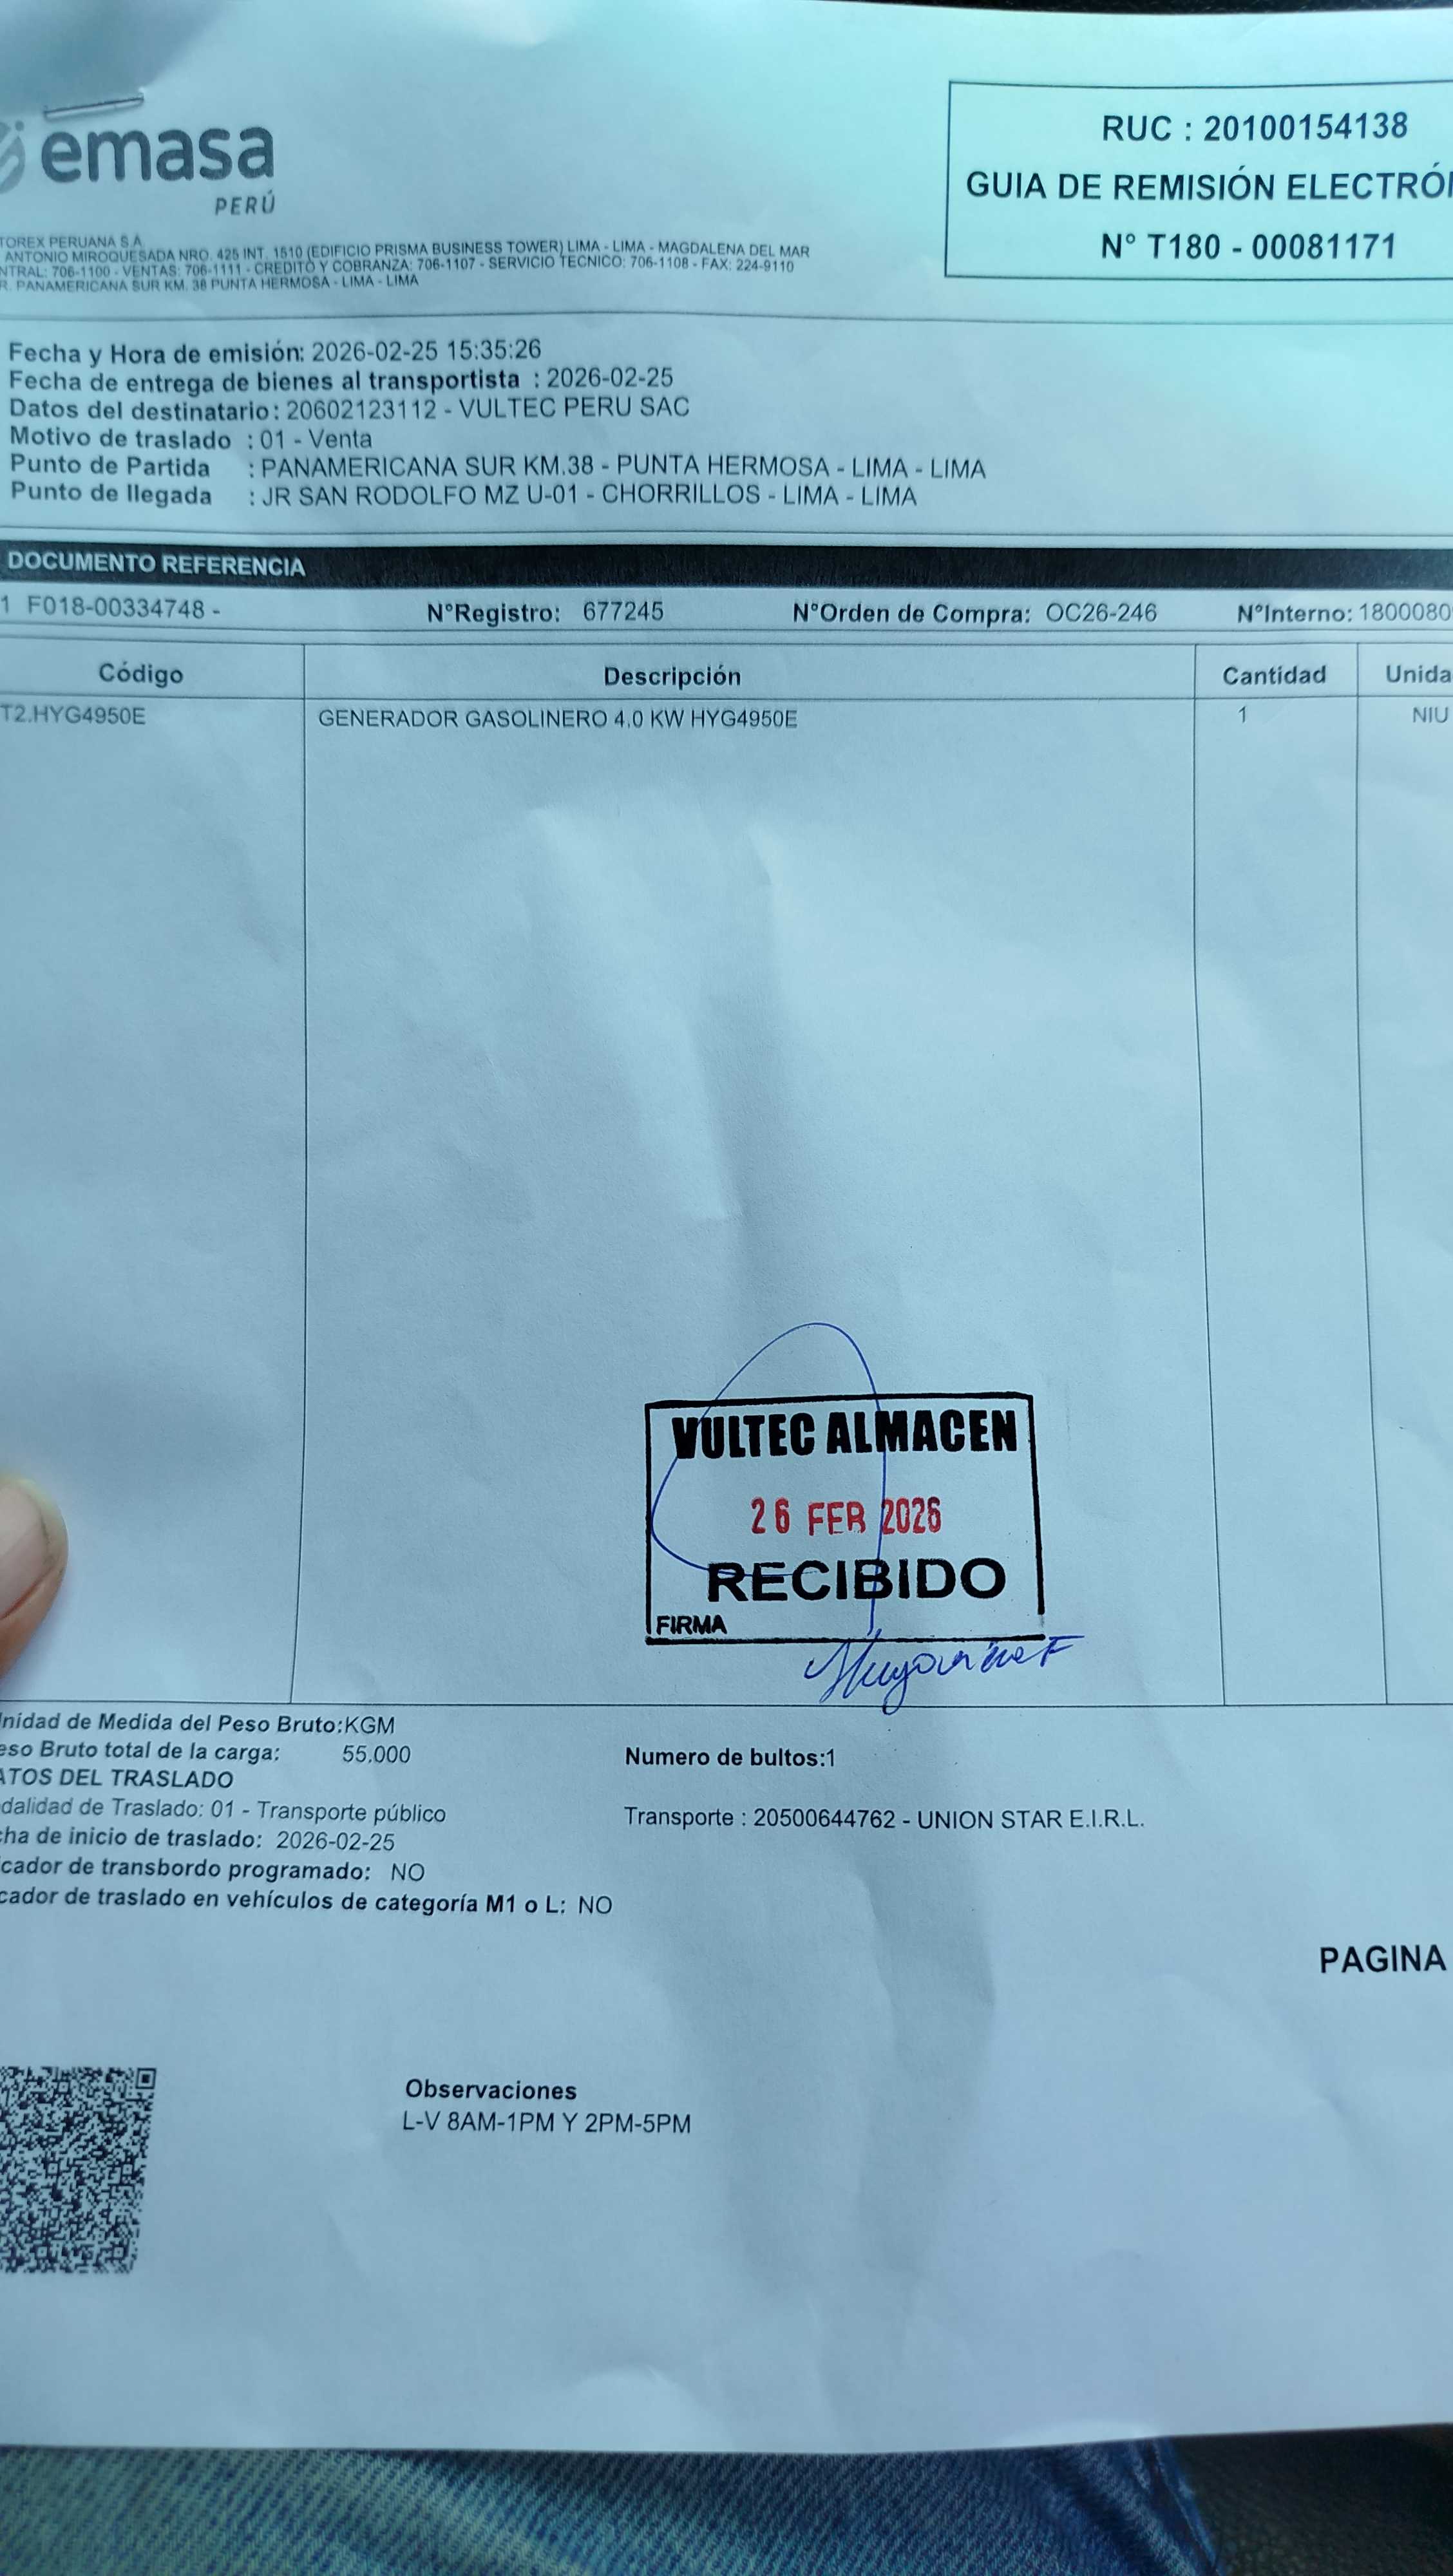 emasa
PERÚ
RUC : 20100154138
GUIA DE REMISIÓN ELECTRÓ
N° T180 - 00081171
TOREX PERUANA S.A
ANTONIO MIROQUESADA NRO. 425 INT. 1510 (EDIFICIO PRISMA BUSINESS TOWER) LIMA - LIMA - MAGDALENA DEL MAR
NTRAL: 706-1100 - VENTAS: 706-1111 - CREDITO Y COBRANZA: 706-1107 - SERVICIO TECNICO: 706-1108 - FAX: 224-9110
R. PANAMERICANA SUR KM. 38 PUNTA HERMOSA - LIMA - LIMA
Fecha y Hora de emisión: 2026-02-25 15:35:26
Fecha de entrega de bienes al transportista : 2026-02-25
Datos del destinatario : 20602123112 - VULTEC PERU SAC
Motivo de traslado : 01 - Venta
Punto de Partida : PANAMERICANA SUR KM.38 - PUNTA HERMOSA - LIMA - LIMA
Punto de llegada : JR SAN RODOLFO MZ U-01 - CHORRILLOS - LIMA - LIMA
DOCUMENTO REFERENCIA
1 F018-00334748 - N°Registro: 677245 N°Orden de Compra: OC26-246 N°Interno: 1800080
Código Descripción Cantidad Unida
T2.HYG4950E GENERADOR GASOLINERO 4.0 KW HYG4950E 1 NIU
VULTEC ALMACEN
26 FEB 2026
RECIBIDO
FIRMA
nidad de Medida del Peso Bruto:KGM
eso Bruto total de la carga: 55.000 Numero de bultos:1
ATOS DEL TRASLADO
dalidad de Traslado: 01 - Transporte público Transporte : 20500644762 - UNION STAR E.I.R.L.
cha de inicio de traslado: 2026-02-25
cador de transbordo programado: NO
cador de traslado en vehículos de categoría M1 o L: NO
PAGINA
Observaciones
L-V 8AM-1PM Y 2PM-5PM